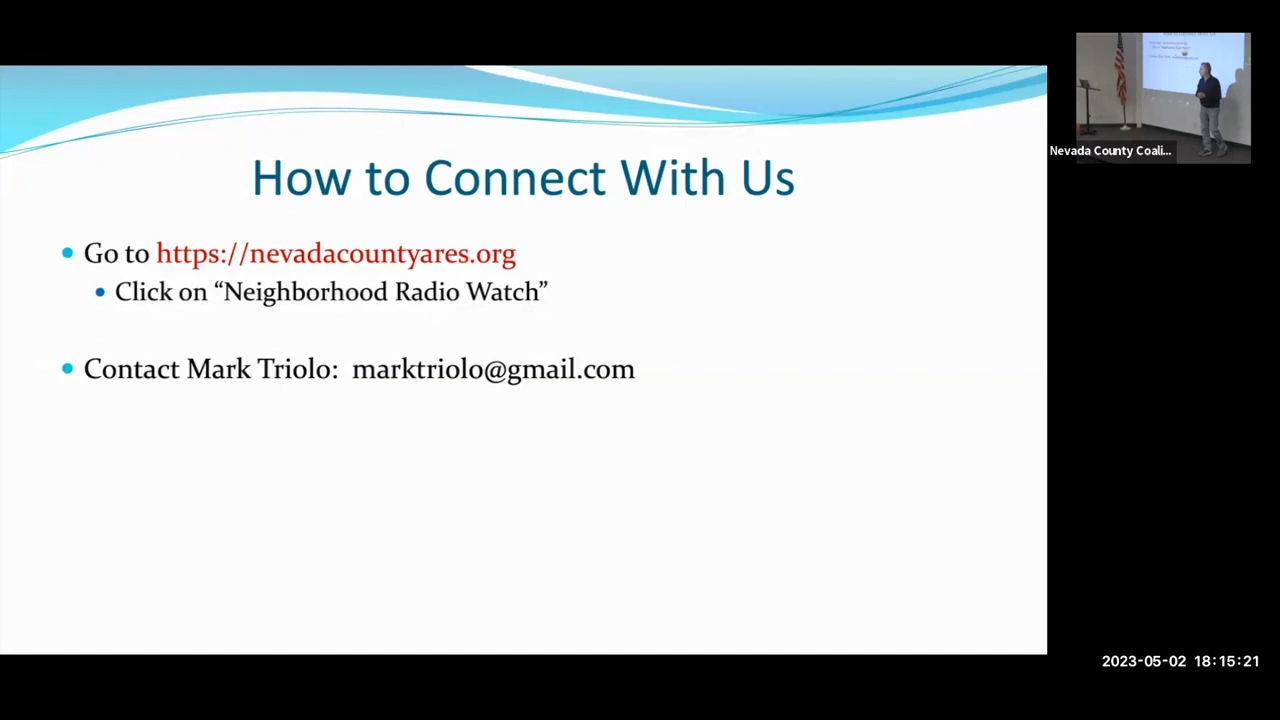 How to Connect With Us
Go to https://nevadacountyares.org
Click on “Neighborhood Radio Watch”
Contact Mark Triolo: marktriolo@gmail.com
Nevada County Coali...
2023-05-02 18:15:21